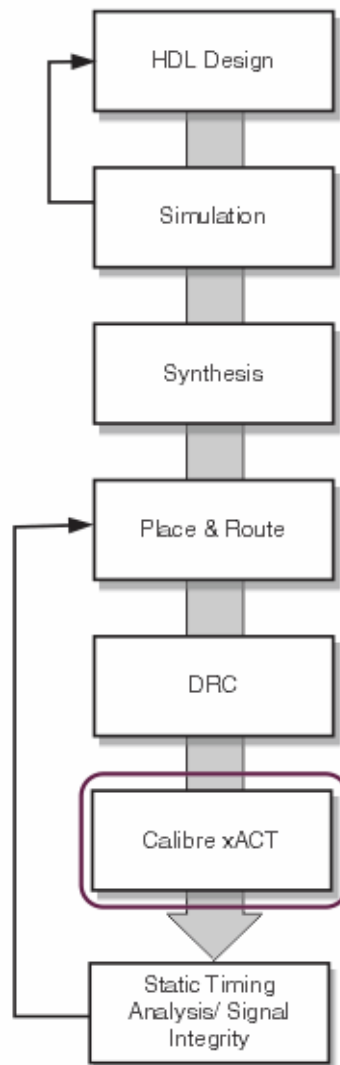 HDL Design
Simulation
Synthesis
Place & Route
DRC
Calibre xACT
Static Timing
Analysis/ Signal
Integrity